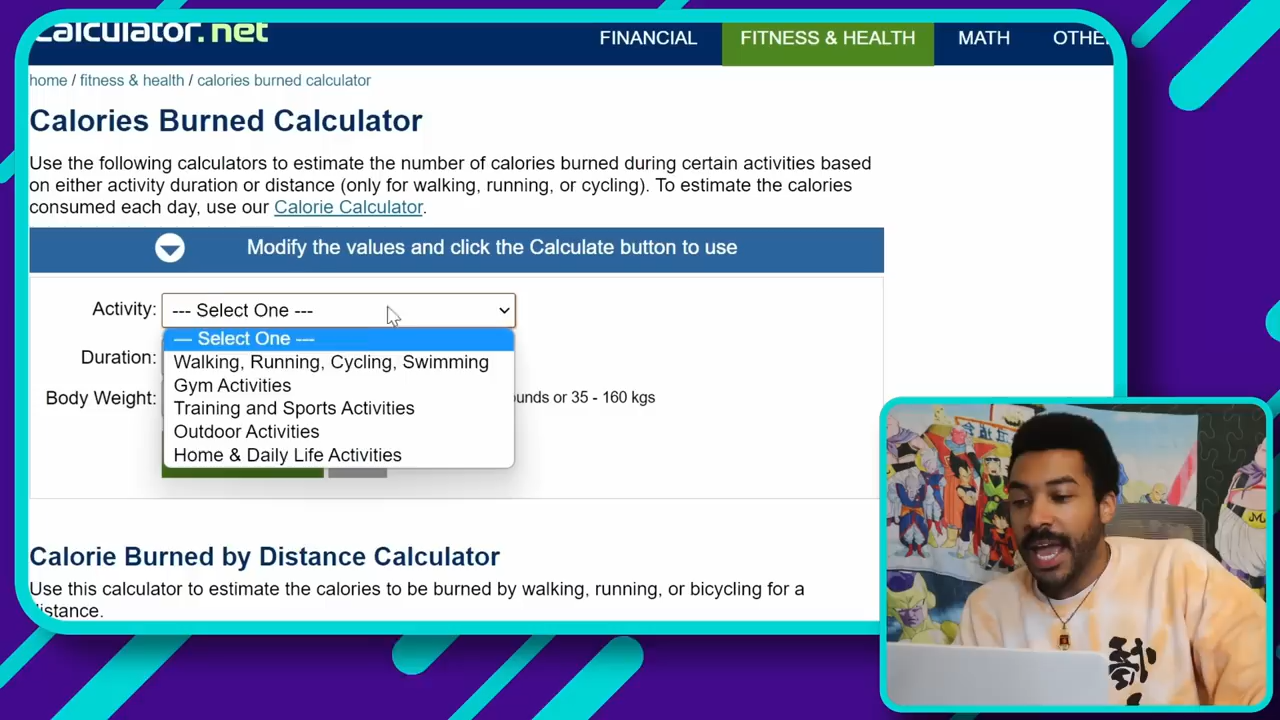 Calculator.net
FINANCIAL
FITNESS & HEALTH
MATH
home / fitness & health / calories burned calculator
Calories Burned Calculator
Use the following calculators to estimate the number of calories burned during certain activities based
on either activity duration or distance (only for walking, running, or cycling). To estimate the calories
consumed each day, use our Calorie Calculator.
Modify the values and click the Calculate button to use
Activity:
--- Select One ---
--- Select One ---
Walking, Running, Cycling, Swimming
Gym Activities
Training and Sports Activities
Outdoor Activities
Home & Daily Life Activities
Duration:
Body Weight:
or 35 - 160 kgs
Calorie Burned by Distance Calculator
Use this calculator to estimate the calories to be burned by walking, running, or bicycling for a
distance.